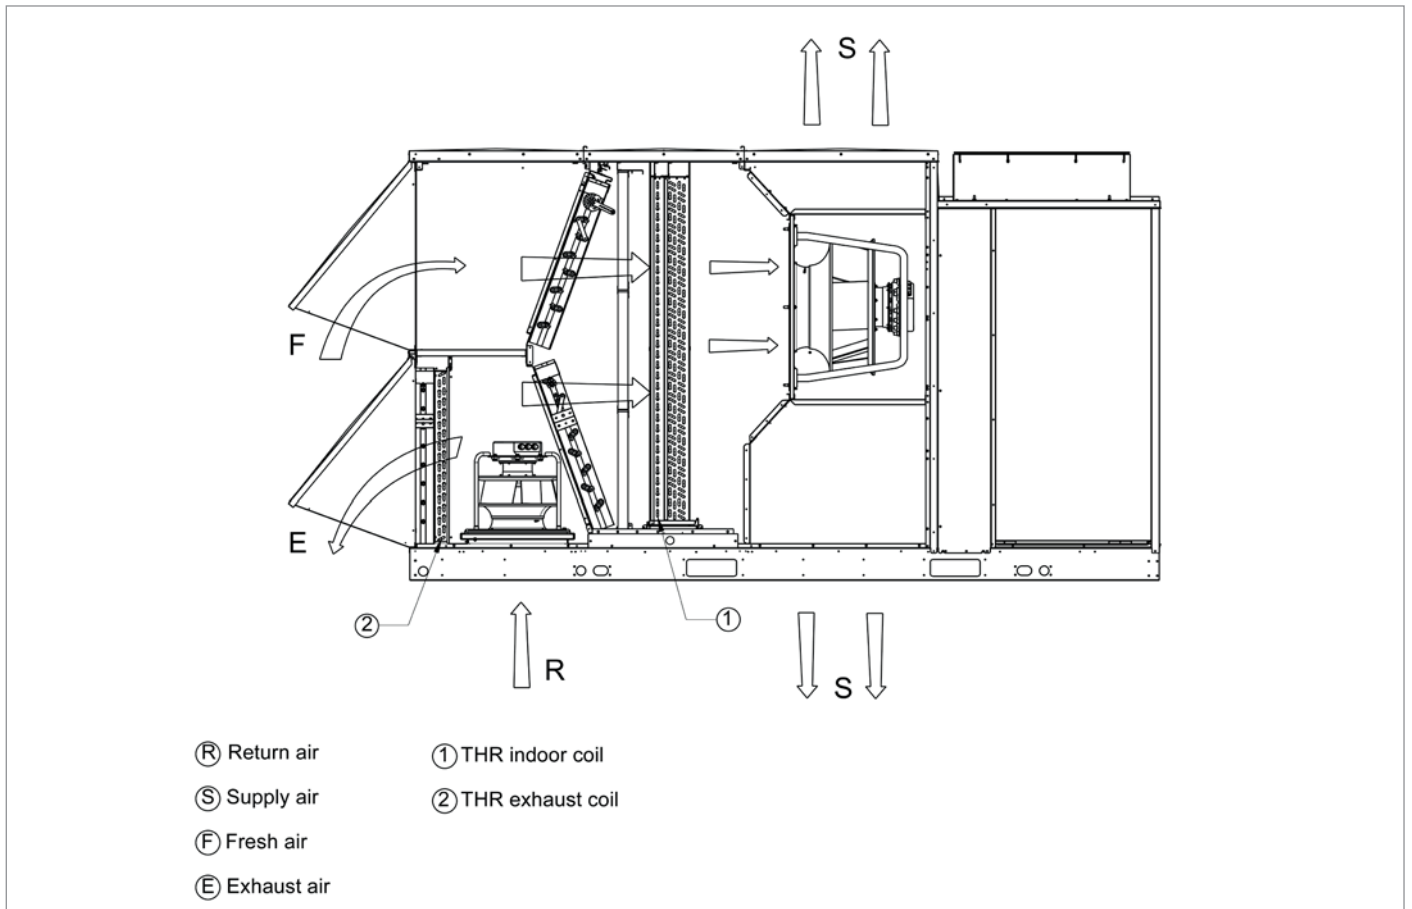 S
F
E
2
1
R
S
R Return air
1 THR indoor coil
S Supply air
2 THR exhaust coil
F Fresh air
E Exhaust air